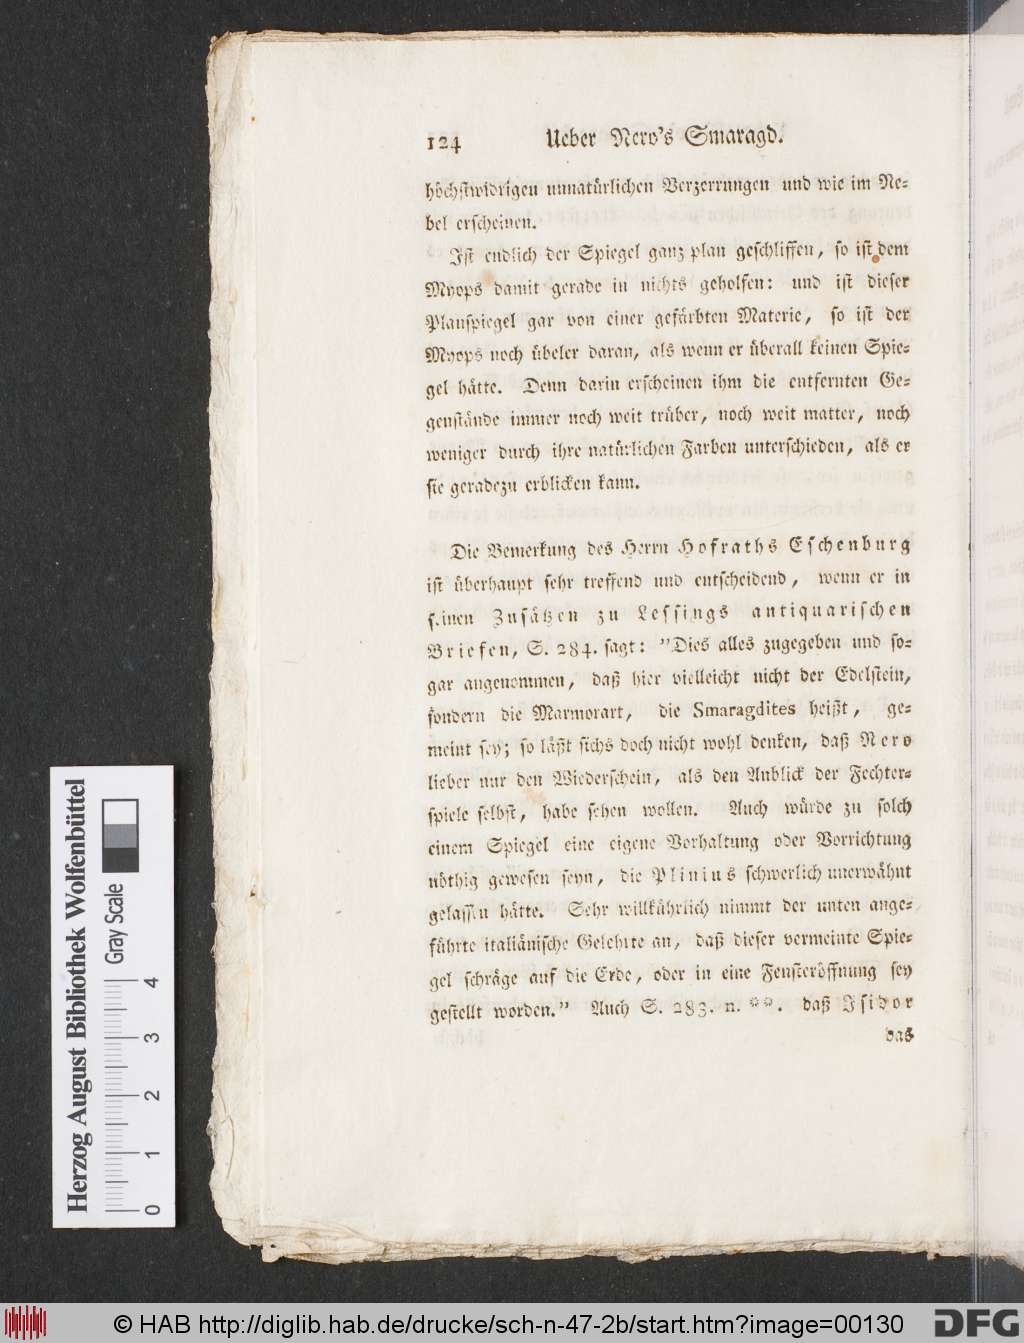 124 Ueber Nero's Smaragd.
höchstwidrigen unnatürlichen Verzerrungen und wie im Ne-
bel erscheinen.
Ist endlich der Spiegel ganz plan geschliffen, so ist dem
Myops damit gerade in nichts geholfen: und ist dieser
Planspiegel gar von einer gefärbten Materie, so ist der
Myops noch übeler daran, als wenn er überall keinen Spie-
gel hätte. Denn darin erscheinen ihm die entfernten Ge-
genstände immer noch weit trüber, noch weit matter, noch
weniger durch ihre natürlichen Farben unterschieden, als er
sie geradezu erblicken kann.
Die Bemerkung des Herrn Hofraths Eschenburg
ist überhaupt sehr treffend und entscheidend, wenn er in
seinen Zusätzen zu Lessings antiquarischen
Briefen, S. 284. sagt: "Dies alles zugegeben und so-
gar angenommen, daß hier vielleicht nicht der Edelstein,
sondern die Marmorart, die Smaragdites heißt, ge-
meint sey; so läßt sichs doch nicht wohl denken, daß Nero
lieber nur den Wiederschein, als den Anblick der Fechter-
spiele selbst, habe sehen wollen. Auch würde zu solch
einem Spiegel eine eigene Vorhaltung oder Vorrichtung
nöthig gewesen seyn, die Plinius schwerlich unerwähnt
gelassen hätte. Sehr willkührlich nimmt der unten ange-
führte italiänische Gelehrte an, daß dieser vermeinte Spie-
gel schräge auf die Erde, oder in eine Fensteröffnung sey
gestellt worden." Auch S. 283. n. **. daß Isidor
das
Herzog August Bibliothek Wolfenbüttel
Gray Scale
0 1 2 3 4
© HAB http://diglib.hab.de/drucke/sch-n-47-2b/start.htm?image=00130
DFG